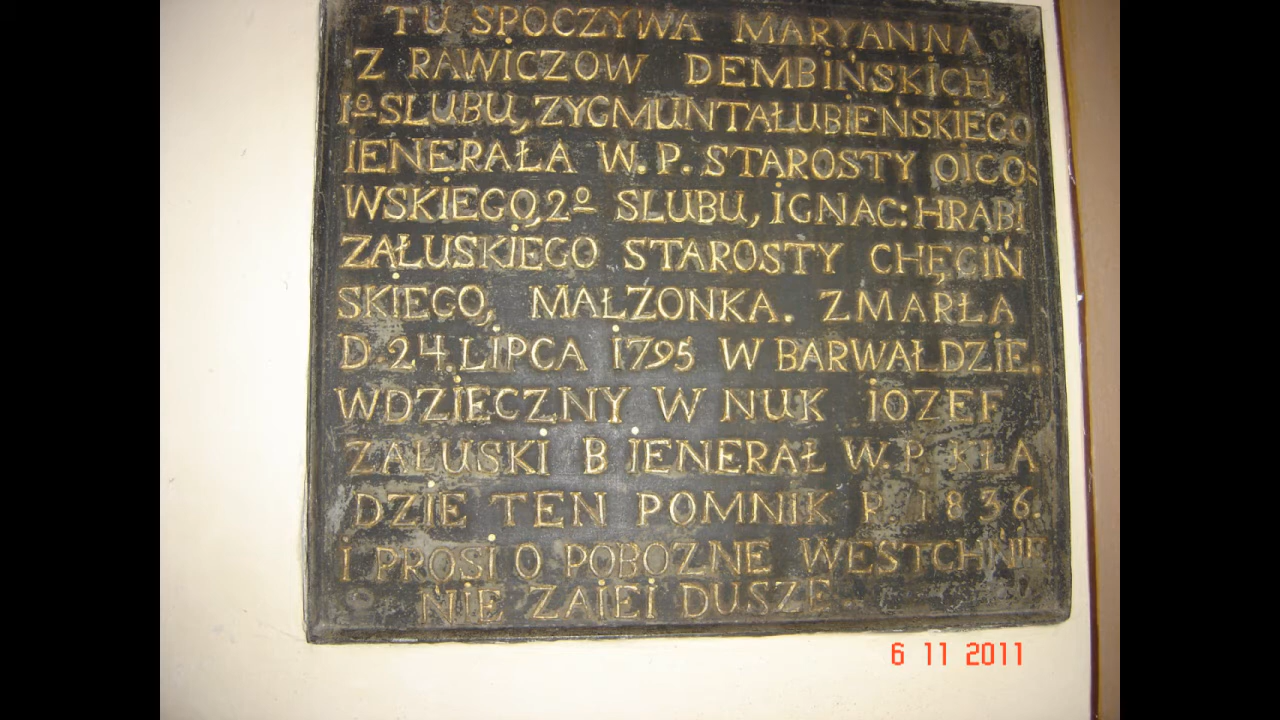 TU SPOCZYWA MARYANNA
Z RAWICZOW DEMBIŃSKICH,
1º SLUBU, ZYGMUNTA ŁUBIEŃSKIEGO
IENERAŁA W. P. STAROSTY OICO-
WSKIEGO, 2º SLUBU, IGNAC: HRABI
ZAŁUSKIEGO STAROSTY CHĘCIŃ
SKIEGO, MAŁZONKA. ZMARŁA
D. 24. LIPCA 1795 W BARWAŁDZIE.
WDZIECZNY WNUK IOZEF
ZAŁUSKI B IENERAŁ W. P. KŁA
DZIE TEN POMNIK R. 1836.
I PROSI O POBOZNE WESTCHNIE
NIE ZA IEI DUSZE.
6 11 2011